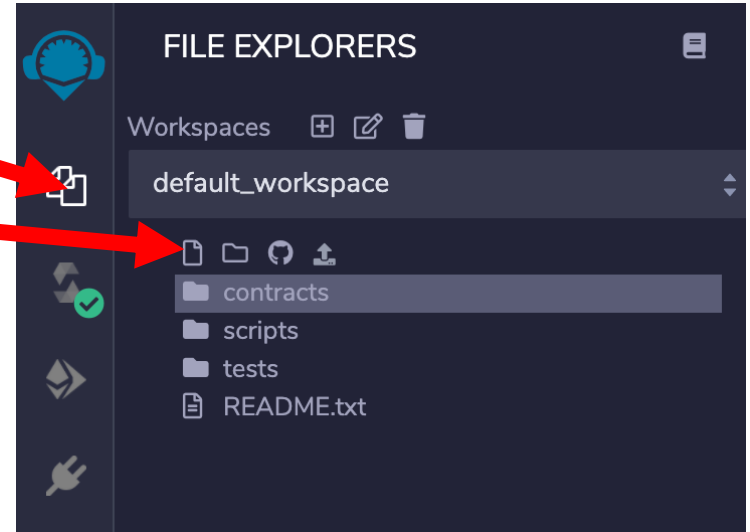 FILE EXPLORERS
Workspaces
default_workspace
contracts
scripts
tests
README.txt